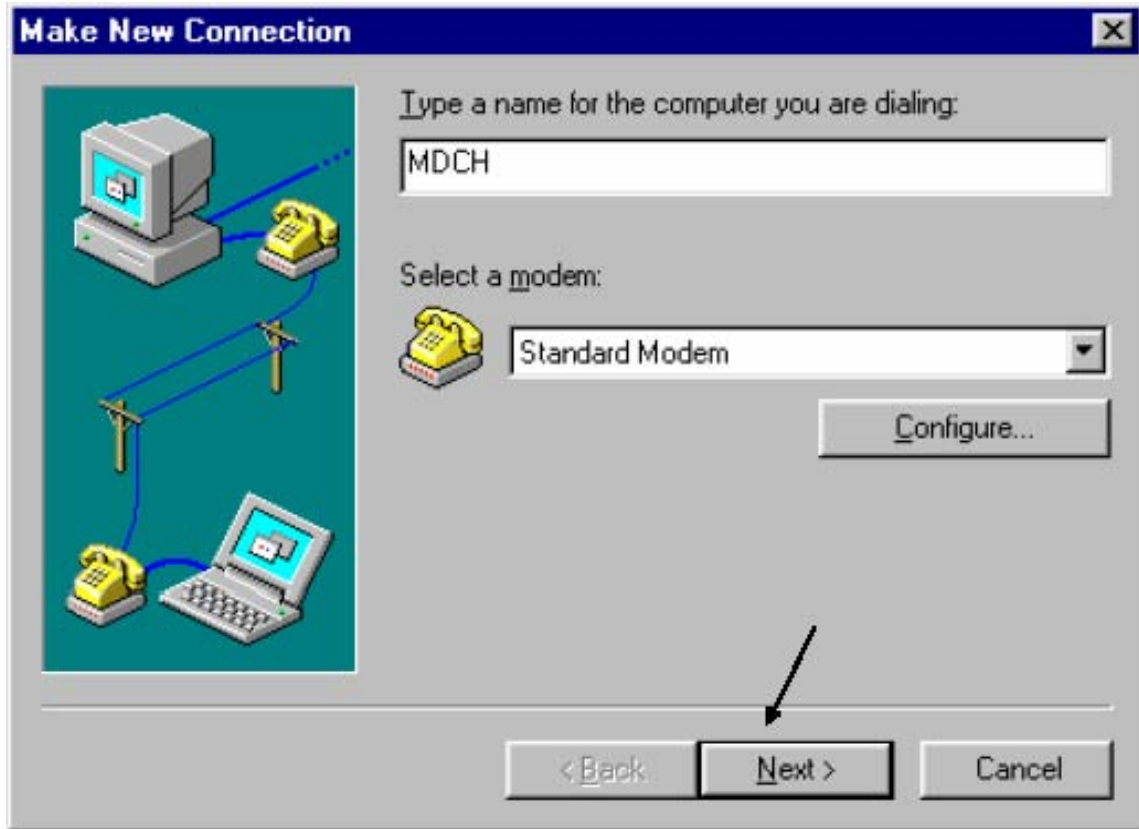 Make New Connection
Type a name for the computer you are dialing:
MDCH
Select a modem:
Standard Modem
Configure...
< Back
Next >
Cancel